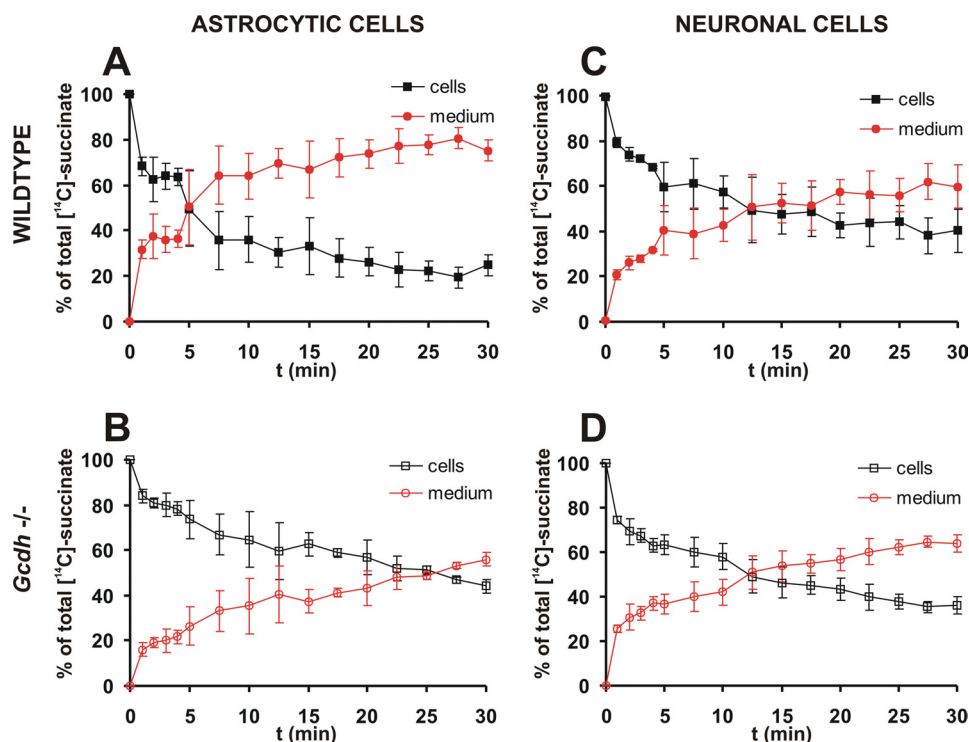 ASTROCYTIC CELLS
NEURONAL CELLS
WILDTYPE
Gcdh -/-
A
cells
medium
% of total [¹⁴C]-succinate
100
80
60
40
20
0
0 5 10 15 20 25 30
t (min)
C
cells
medium
% of total [¹⁴C]-succinate
100
80
60
40
20
0
0 5 10 15 20 25 30
t (min)
B
cells
medium
% of total [¹⁴C]-succinate
100
80
60
40
20
0
0 5 10 15 20 25 30
t (min)
D
cells
medium
% of total [¹⁴C]-succinate
100
80
60
40
20
0
0 5 10 15 20 25 30
t (min)